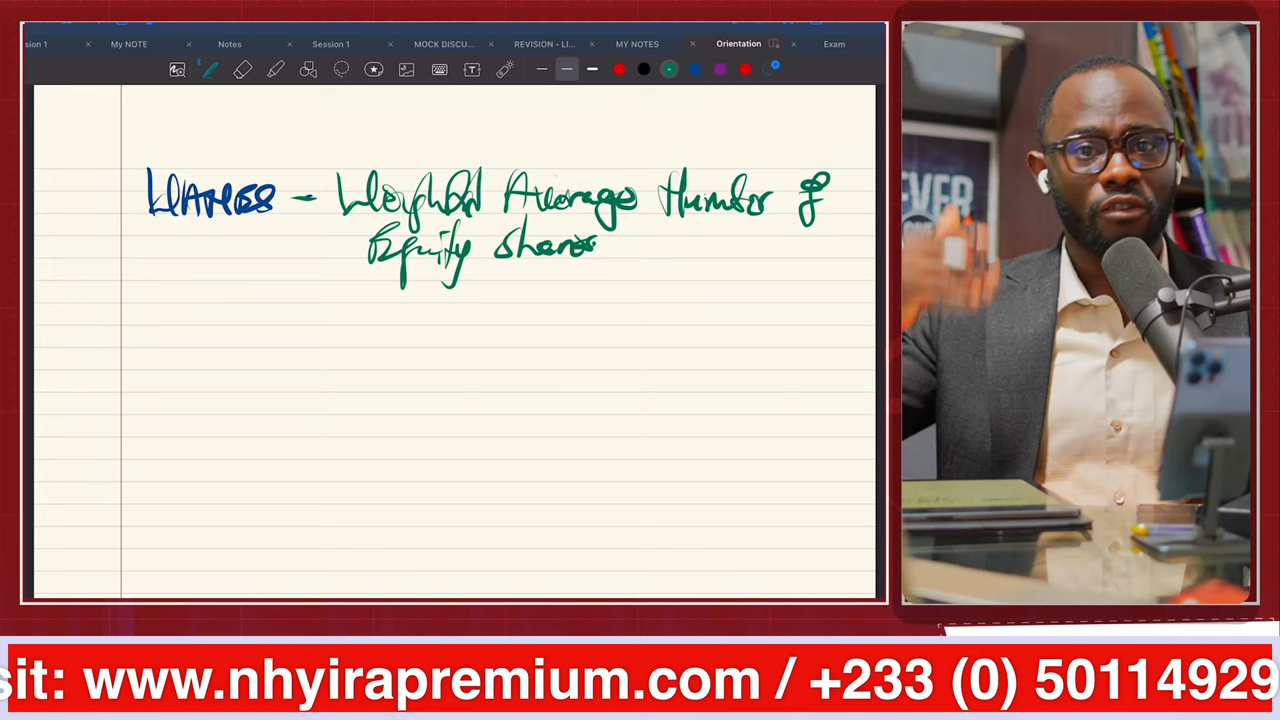 sion 1 My NOTE Notes Session 1 MOCK DISCU... REVISION - LI... MY NOTES Orientation Exam
WANES - Weighted Average Number of
Equity shares
EVER
sit: www.nhyirapremium.com / +233 (0) 50114929